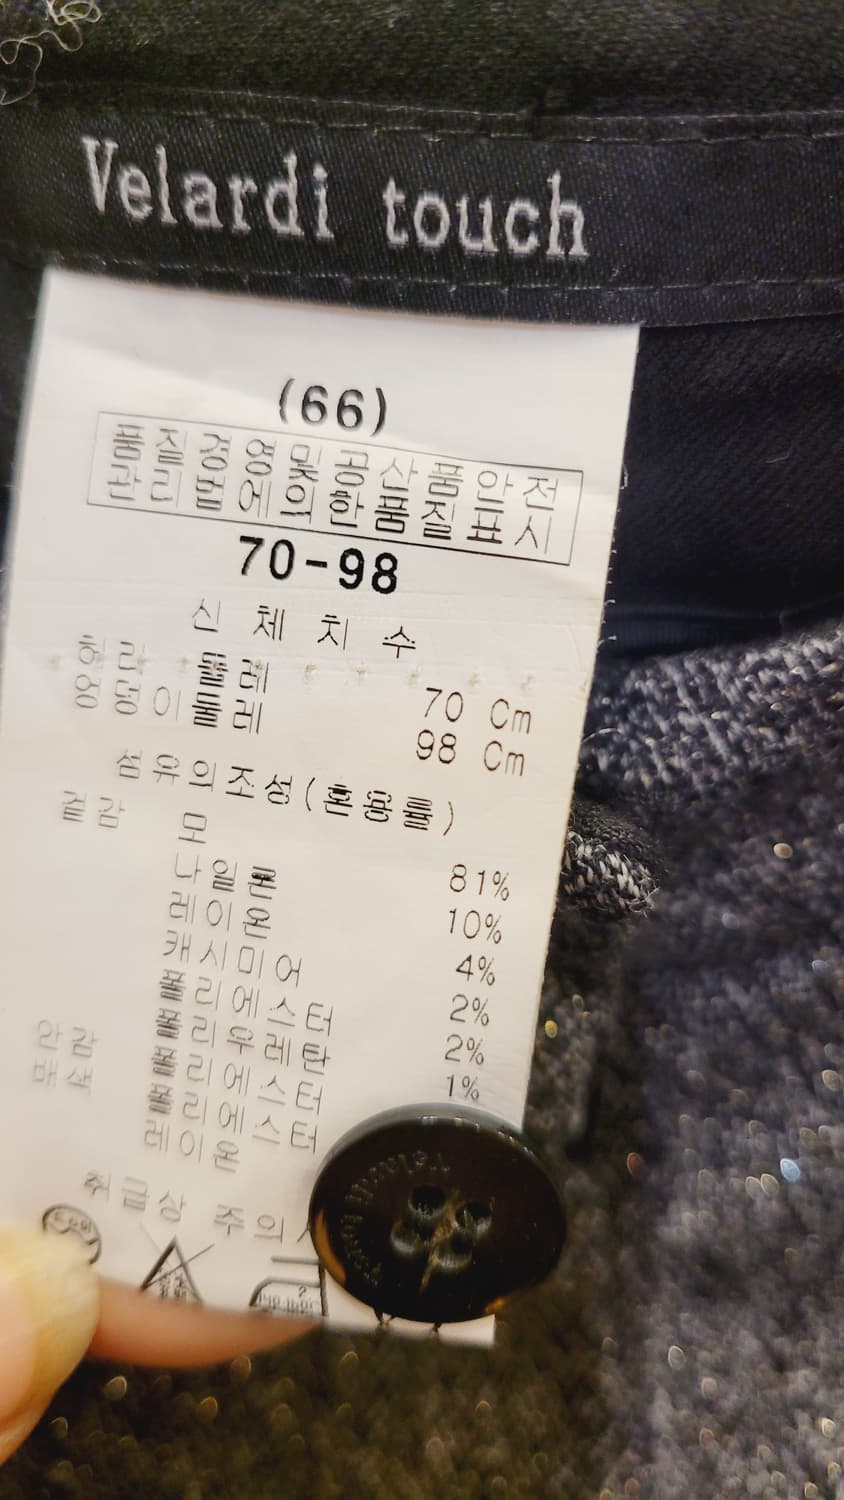 Velardi touch
(66)
품질경영및공산품안전
관리법에의한품질표시
70-98
신 체 치 수
허리 둘레 70 Cm
엉덩이둘레 98 Cm
섬유의조성(혼용률)
겉감 모 81%
나일론 10%
레이온 4%
캐시미어 2%
폴리에스터 2%
폴리우레탄 1%
안감 폴리에스터
배색 폴리에스터
레이온
취급상 주의